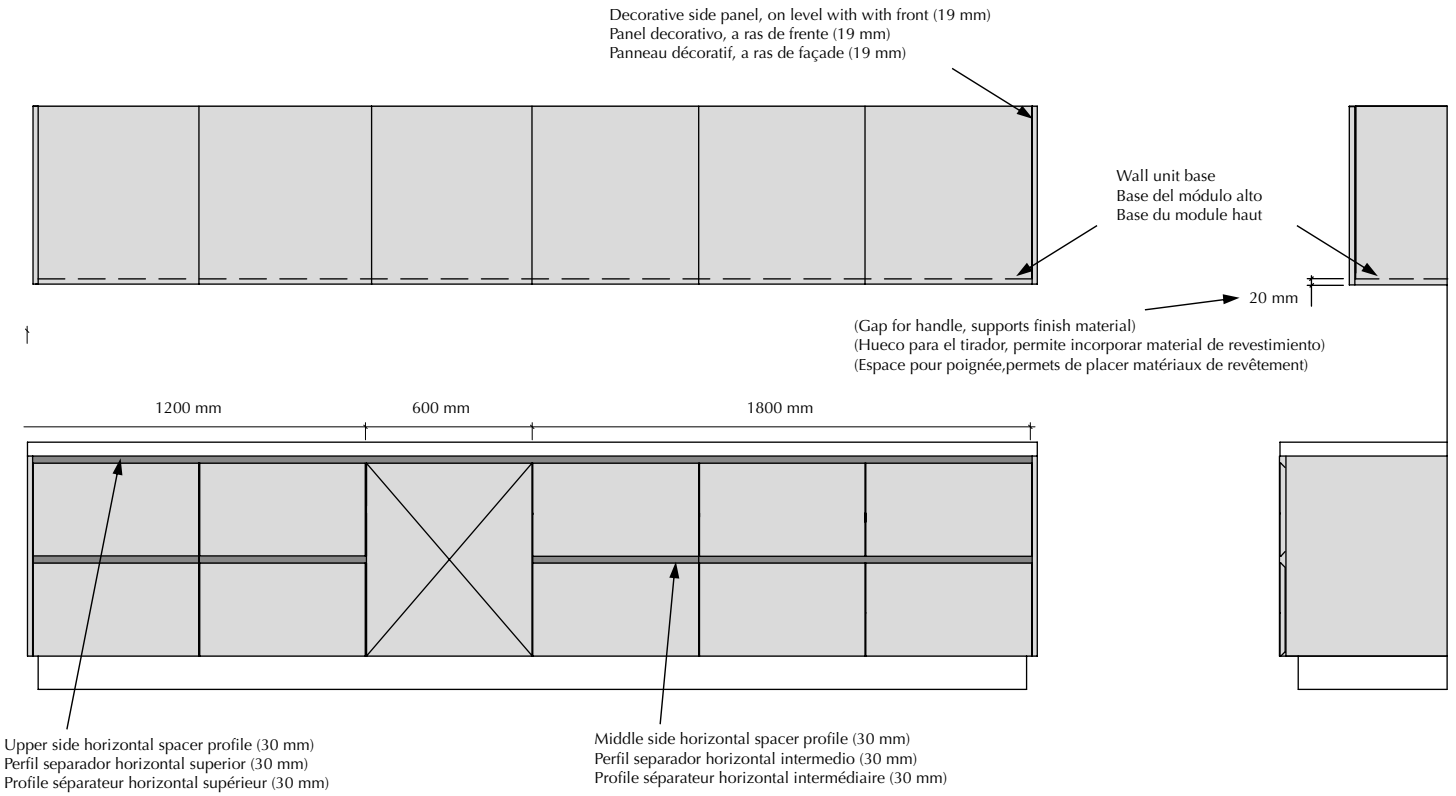 Decorative side panel, on level with with front (19 mm)
Panel decorativo, a ras de frente (19 mm)
Panneau décoratif, a ras de façade (19 mm)
Wall unit base
Base del módulo alto
Base du module haut
20 mm
(Gap for handle, supports finish material)
(Hueco para el tirador, permite incorporar material de revestimiento)
(Espace pour poignée,permets de placer matériaux de revêtement)
1200 mm
600 mm
1800 mm
Upper side horizontal spacer profile (30 mm)
Perfil separador horizontal superior (30 mm)
Profile séparateur horizontal supérieur (30 mm)
Middle side horizontal spacer profile (30 mm)
Perfil separador horizontal intermedio (30 mm)
Profile séparateur horizontal intermédiaire (30 mm)